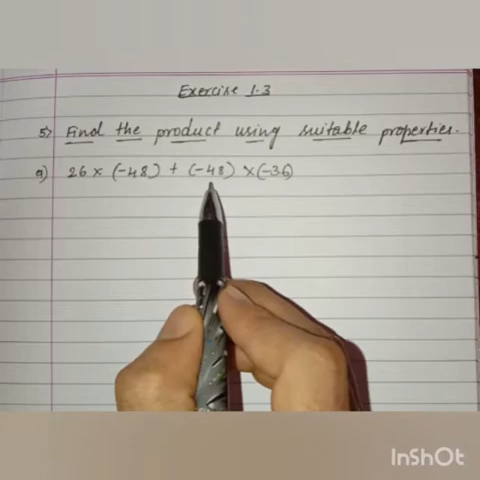 Exercise 1.3
5) Find the product using suitable properties.
a) 26 × (-48) + (-48) × (-36)
InShOt